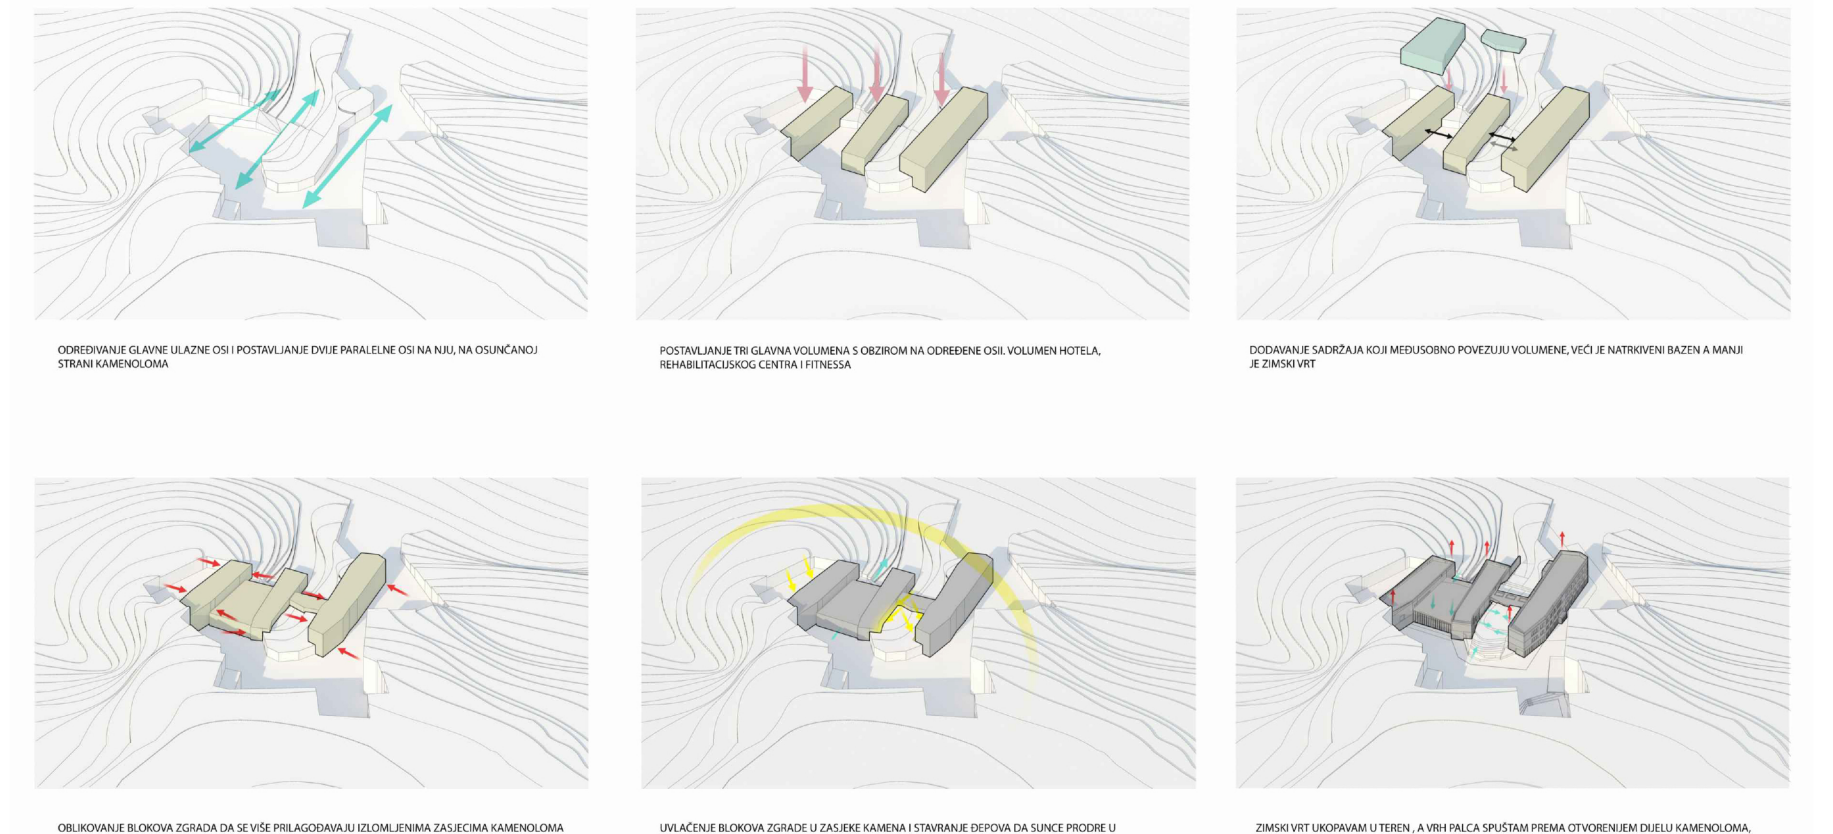 ODREĐIVANJE GLAVNE ULAZNE OSI I POSTAVLJANJE DVIJE PARALELNE OSI NA NJU, NA OSUNČANOJ
STRANI KAMENOLOMA
POSTAVLJANJE TRI GLAVNA VOLUMENA S OBZIROM NA ODREĐENE OSII. VOLUMEN HOTELA,
REHABILITACIJSKOG CENTRA I FITNESSA
DODAVANJE SADRŽAJA KOJI MEĐUSOBNO POVEZUJU VOLUMENE, VEĆI JE NATRKIVENI BAZEN A MANJI
JE ZIMSKI VRT
OBLIKOVANJE BLOKOVA ZGRADA DA SE VIŠE PRILAGOĐAVAJU IZLOMLJENIMA ZASJECIMA KAMENOLOMA
UVLAČENJE BLOKOVA ZGRADE U ZASJEKE KAMENA I STAVRANJE ĐEPOVA DA SUNCE PRODRE U
ZIMSKI VRT UKOPAVAM U TEREN , A VRH PALCA SPUŠTAM PREMA OTVORENIJEM DIJELU KAMENOLOMA,